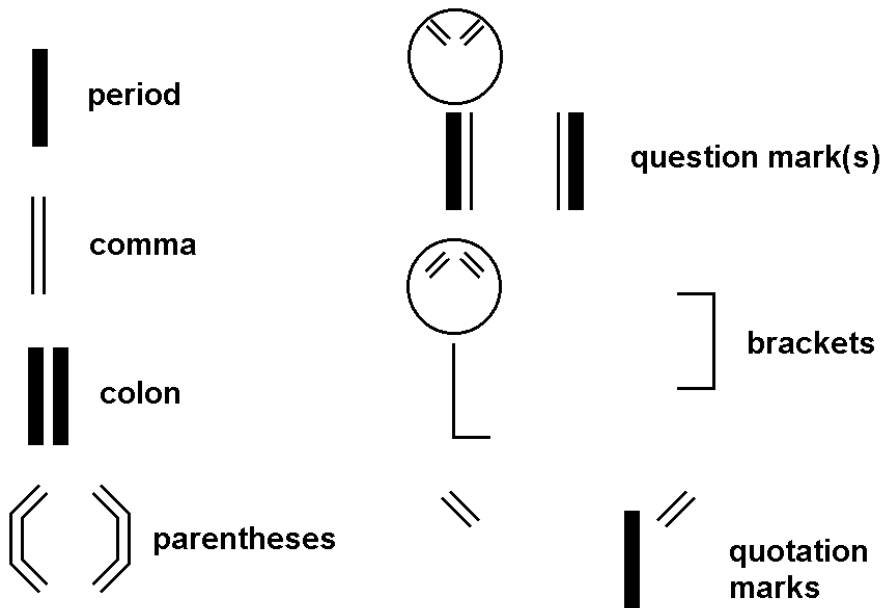 period
question mark(s)
comma
brackets
colon
parentheses
quotation
marks